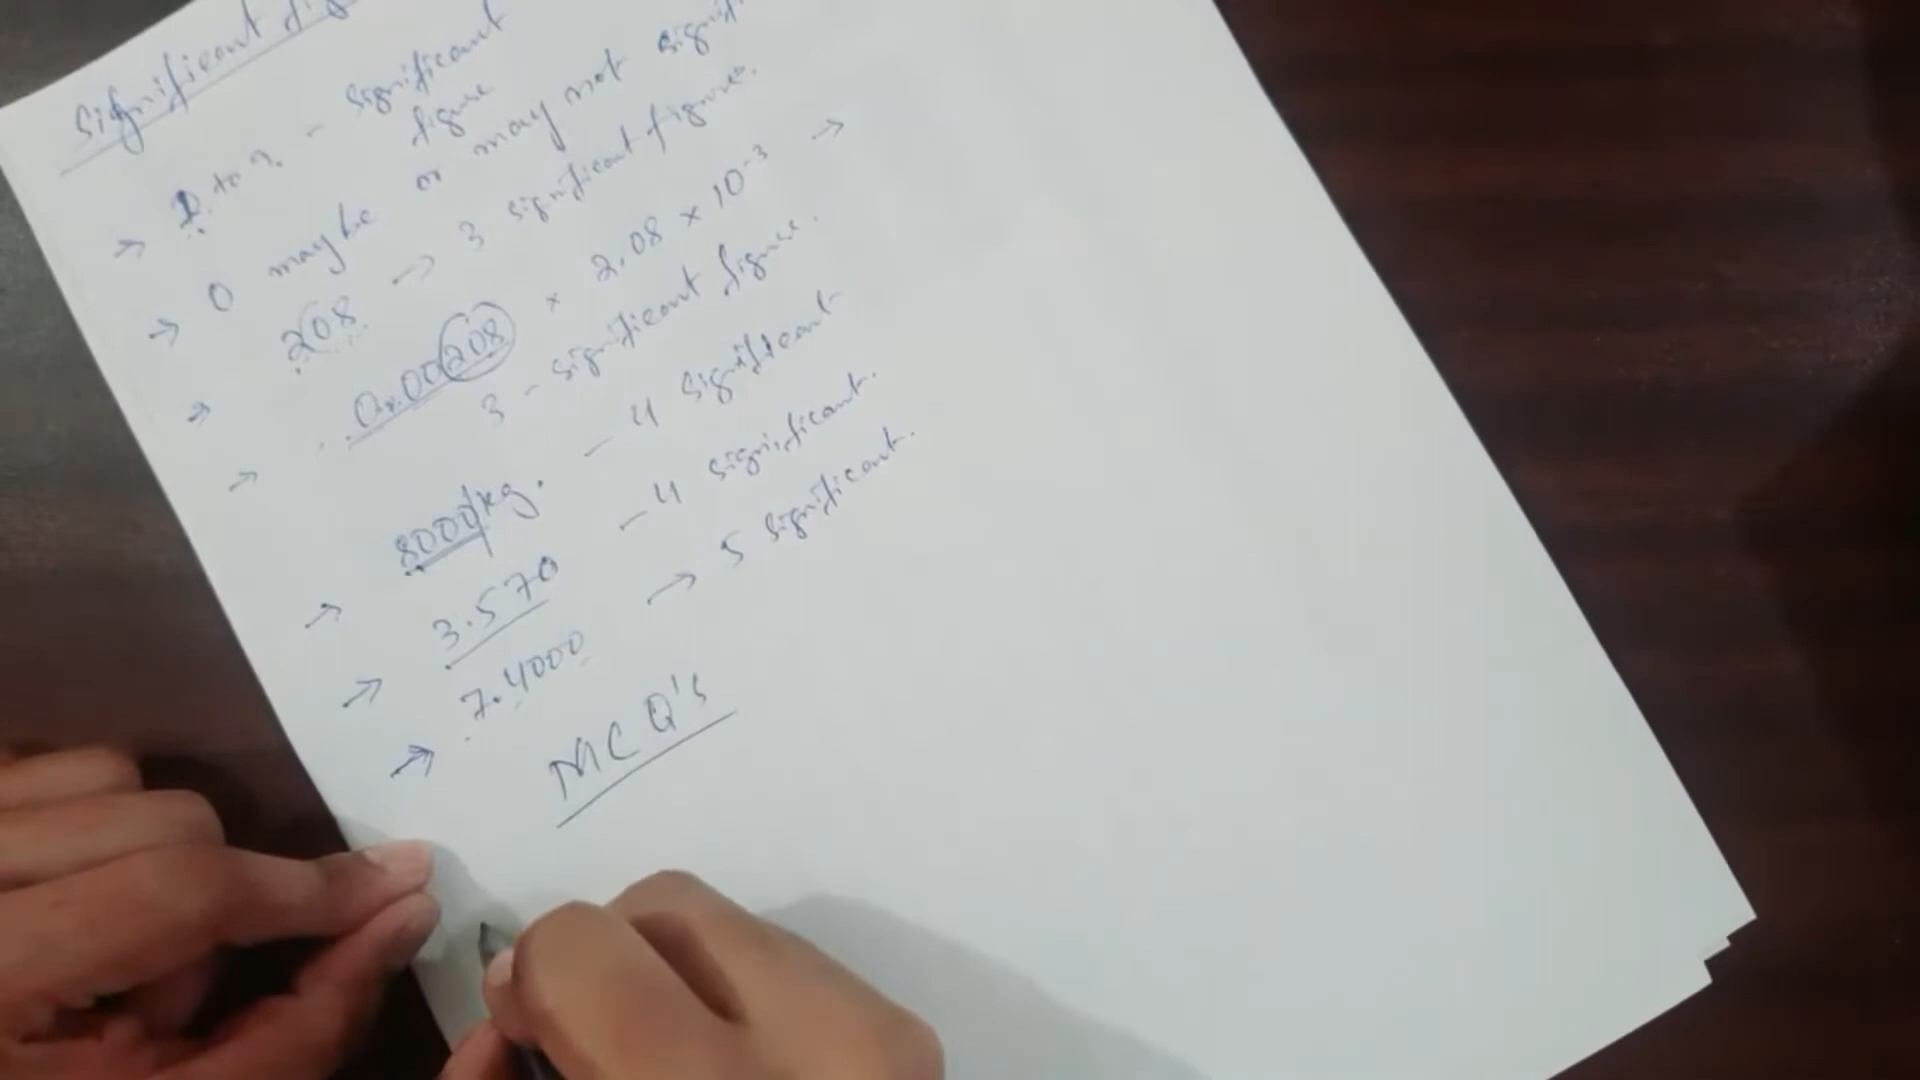 Significant fig
→ 1 to 9. - significant figure
→ 0 maybe or may not signif
→ 208 → 3 significant figure.
→ 0.00208 × 2.08 × 10⁻³ →
3 - significant figure.
→ 8000 kg. - 4 significant
→ 3.570 - 4 significant.
→ 7.4000 → 5 significant.
MCQ's